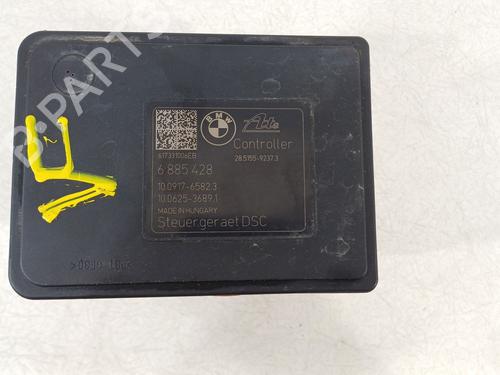 B-PARTS
BMW
Ate
Controller
617331006EB
28.5155-9237.3
6 885 428
10.0917-6582.3
10.0625-3689.1
MADE IN HUNGARY
Steuergeraet DSC